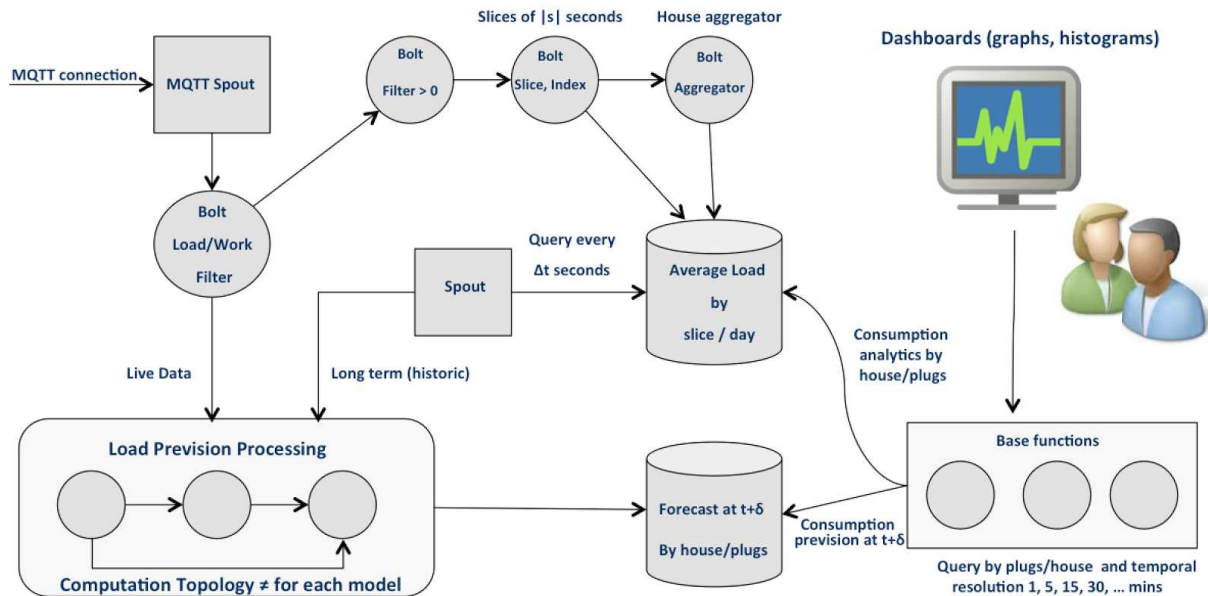 Slices of |s| seconds
House aggregator
Dashboards (graphs, histograms)
MQTT connection
MQTT Spout
Bolt
Filter > 0
Bolt
Slice, Index
Bolt
Aggregator
Bolt
Load/Work
Filter
Spout
Query every
Δt seconds
Average Load
by
slice / day
Consumption
analytics by
house/plugs
Live Data
Long term (historic)
Load Prevision Processing
Computation Topology ≠ for each model
Forecast at t+δ
By house/plugs
Consumption
prevision at t+δ
Base functions
Query by plugs/house and temporal
resolution 1, 5, 15, 30, ... mins